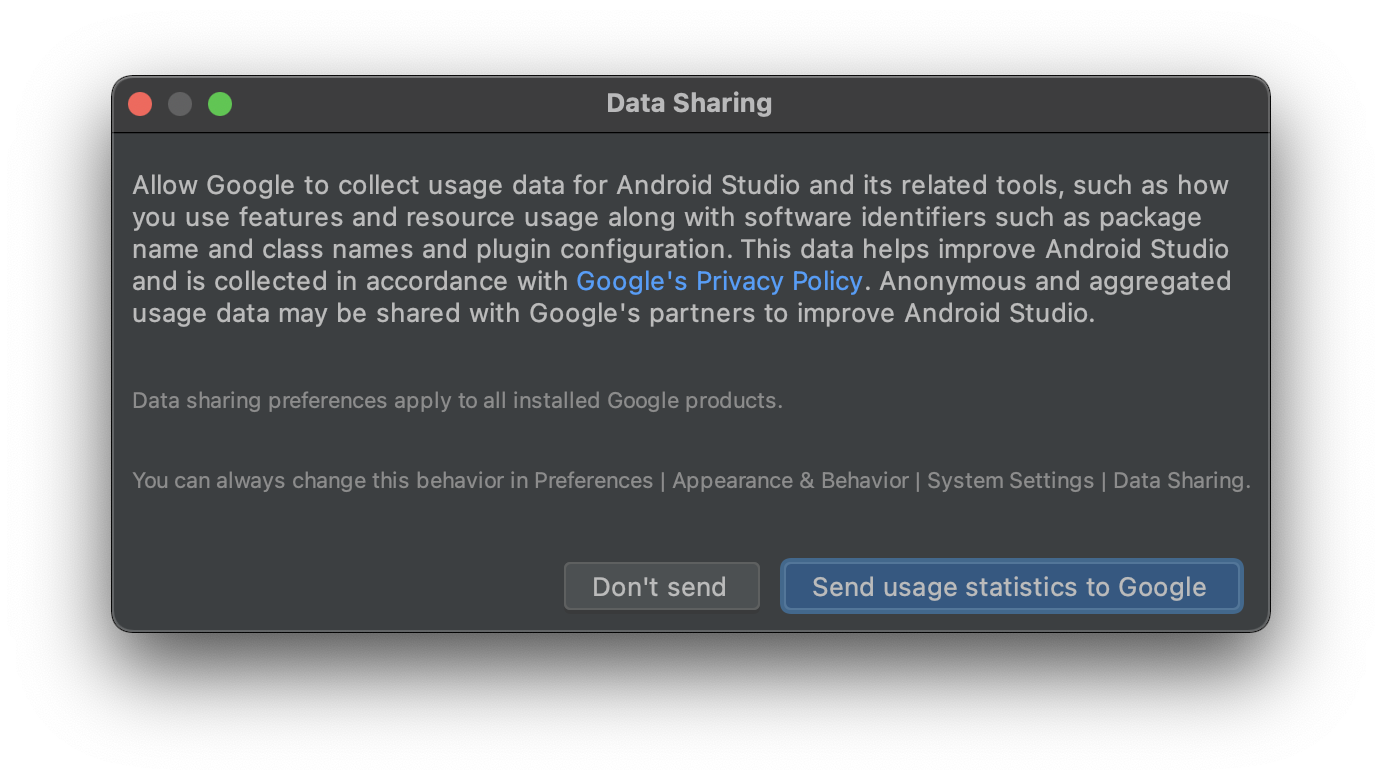 Data Sharing
Allow Google to collect usage data for Android Studio and its related tools, such as how
you use features and resource usage along with software identifiers such as package
name and class names and plugin configuration. This data helps improve Android Studio
and is collected in accordance with Google's Privacy Policy. Anonymous and aggregated
usage data may be shared with Google's partners to improve Android Studio.
Data sharing preferences apply to all installed Google products.
You can always change this behavior in Preferences | Appearance & Behavior | System Settings | Data Sharing.
Don't send
Send usage statistics to Google